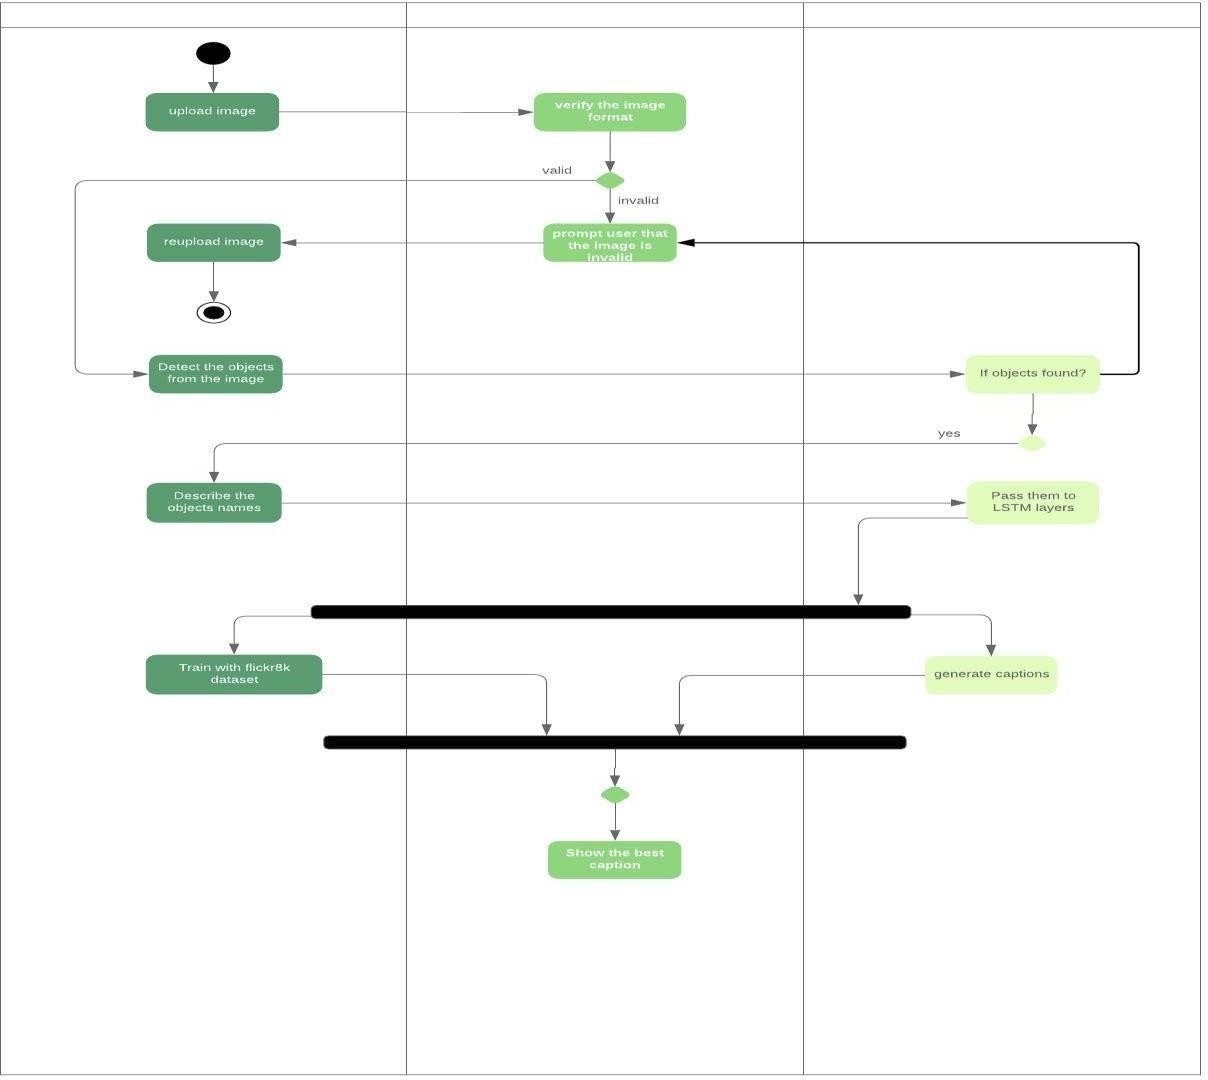 upload image
verify the image
format
valid
invalid
reupload image
prompt user that
the image is
invalid
Detect the objects
from the image
If objects found?
yes
Describe the
objects names
Pass them to
LSTM layers
Train with flickr8k
dataset
generate captions
Show the best
caption